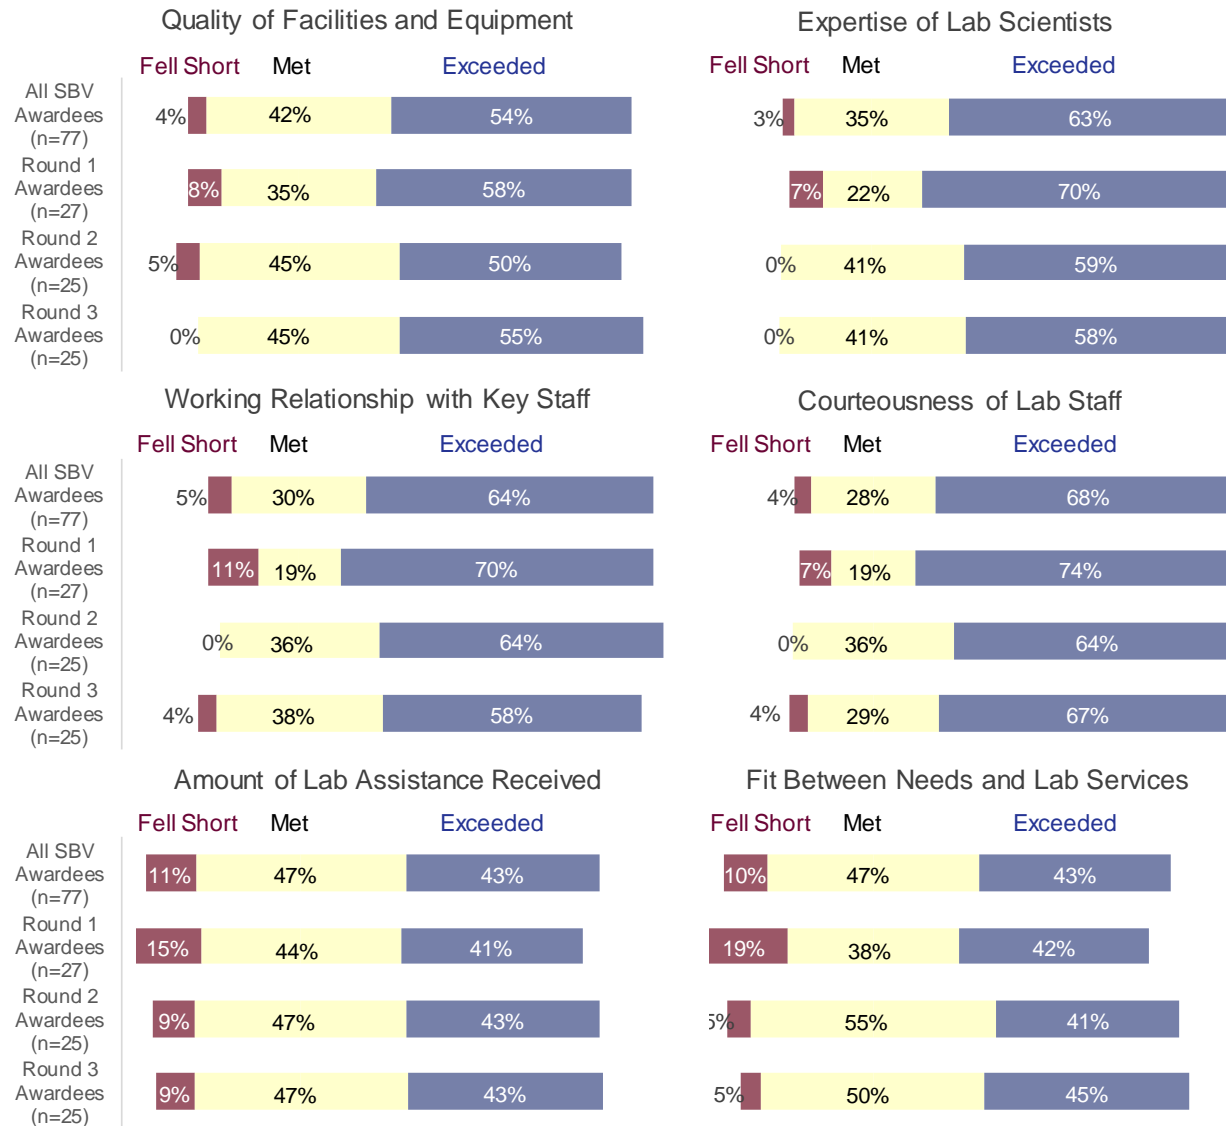 Quality of Facilities and Equipment
Fell Short Met Exceeded
All SBV
Awardees
(n=77)
4% 42% 54%
Round 1
Awardees
(n=27)
8% 35% 58%
Round 2
Awardees
(n=25)
5% 45% 50%
Round 3
Awardees
(n=25)
0% 45% 55%
Expertise of Lab Scientists
Fell Short Met Exceeded
3% 35% 63%
7% 22% 70%
0% 41% 59%
0% 41% 58%
Working Relationship with Key Staff
Fell Short Met Exceeded
All SBV
Awardees
(n=77)
5% 30% 64%
Round 1
Awardees
(n=27)
11% 19% 70%
Round 2
Awardees
(n=25)
0% 36% 64%
Round 3
Awardees
(n=25)
4% 38% 58%
Courteousness of Lab Staff
Fell Short Met Exceeded
4% 28% 68%
7% 19% 74%
0% 36% 64%
4% 29% 67%
Amount of Lab Assistance Received
Fell Short Met Exceeded
All SBV
Awardees
(n=77)
11% 47% 43%
Round 1
Awardees
(n=27)
15% 44% 41%
Round 2
Awardees
(n=25)
9% 47% 43%
Round 3
Awardees
(n=25)
9% 47% 43%
Fit Between Needs and Lab Services
Fell Short Met Exceeded
10% 47% 43%
19% 38% 42%
5% 55% 41%
5% 50% 45%